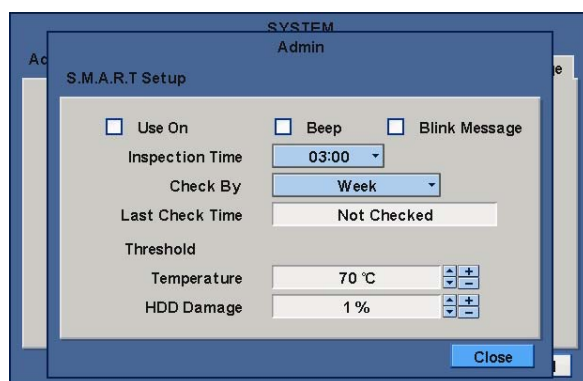 SYSTEM
Admin
S.M.A.R.T Setup
Use On Beep Blink Message
Inspection Time 03:00
Check By Week
Last Check Time Not Checked
Threshold
Temperature 70 ℃
HDD Damage 1 %
Close